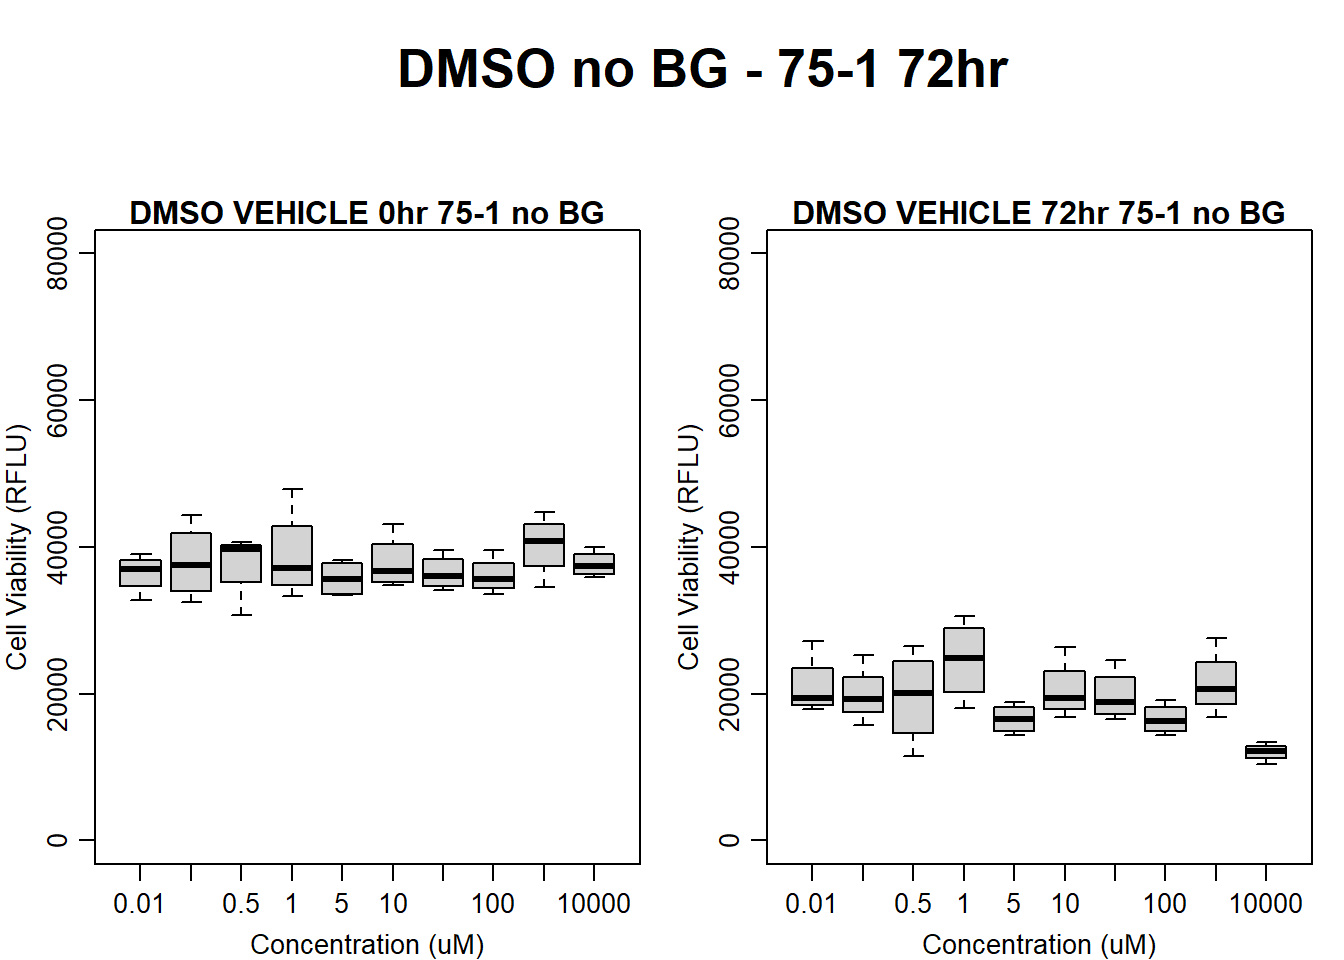 DMSO no BG - 75-1 72hr
DMSO VEHICLE 0hr 75-1 no BG
80000
60000
40000
20000
0
Cell Viability (RFLU)
0.01 0.5 1 5 10 100 10000
Concentration (uM)
DMSO VEHICLE 72hr 75-1 no BG
80000
60000
40000
20000
0
Cell Viability (RFLU)
0.01 0.5 1 5 10 100 10000
Concentration (uM)